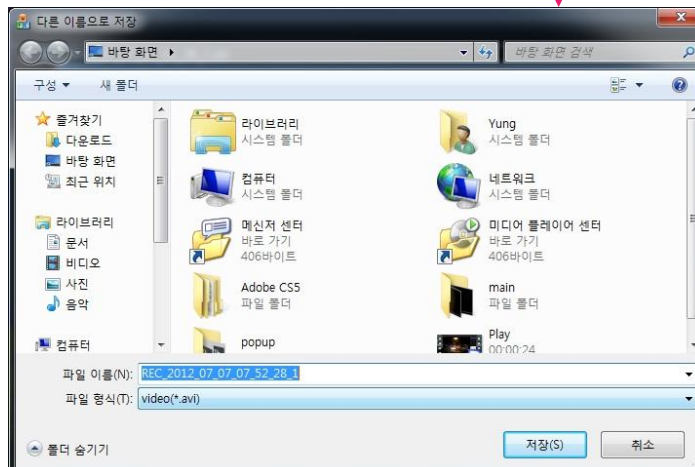 다른 이름으로 저장
바탕 화면
바탕 화면 검색
구성
새 폴더
즐겨찾기
다운로드
바탕 화면
최근 위치
라이브러리
문서
비디오
사진
음악
컴퓨터
라이브러리
시스템 폴더
Yung
시스템 폴더
컴퓨터
시스템 폴더
네트워크
시스템 폴더
메신저 센터
바로 가기
406바이트
미디어 플레이어 센터
바로 가기
406바이트
Adobe CS5
파일 폴더
main
파일 폴더
popup
Play
00:00:24
파일 이름(N): REC_2012_07_07_07_52_28_1
파일 형식(T): video(*.avi)
폴더 숨기기
저장(S)
취소